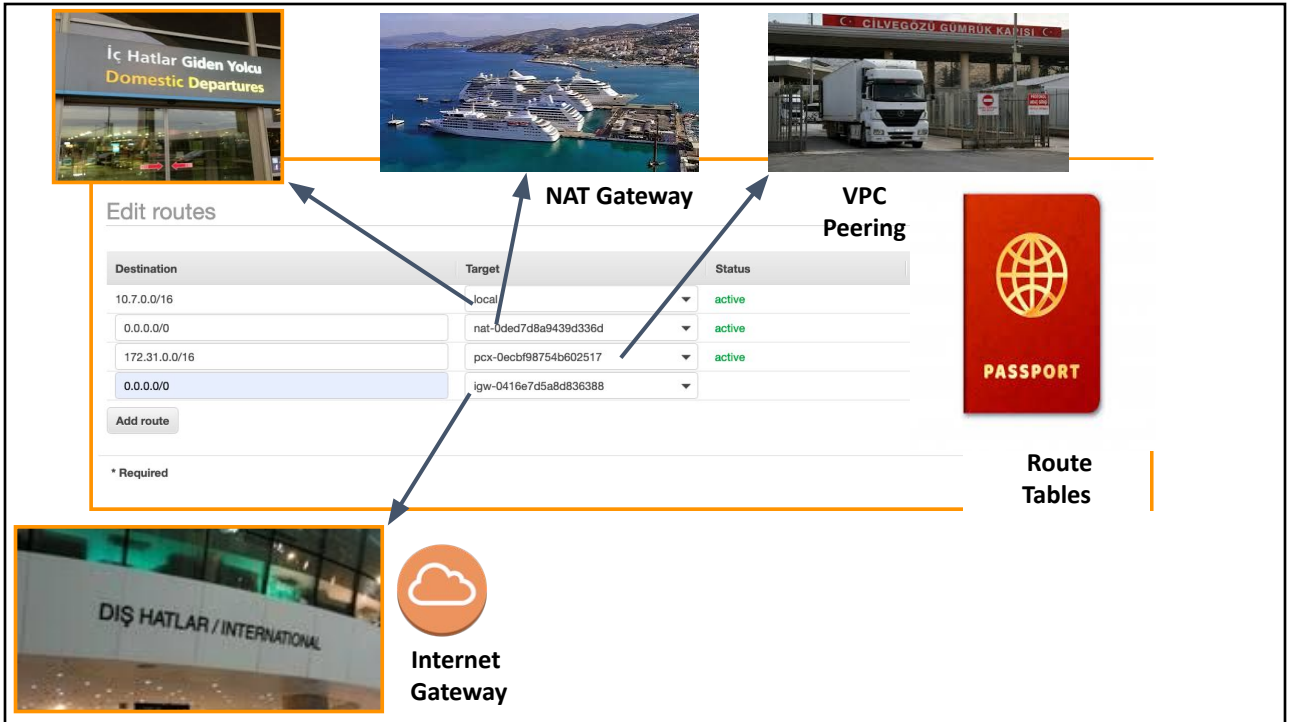 İç Hatlar Giden Yolcu
Domestic Departures
CİLVEGÖZÜ GÜMRÜK KAPISI
NAT Gateway
VPC
Peering
Edit routes
Destination Target Status
10.7.0.0/16 local active
0.0.0.0/0 nat-0ded7d8a9439d336d active
172.31.0.0/16 pcx-0ecbf98754b602517 active
0.0.0.0/0 igw-0416e7d5a8d836388
Add route
* Required
PASSPORT
Route
Tables
DIŞ HATLAR / INTERNATIONAL
Internet
Gateway